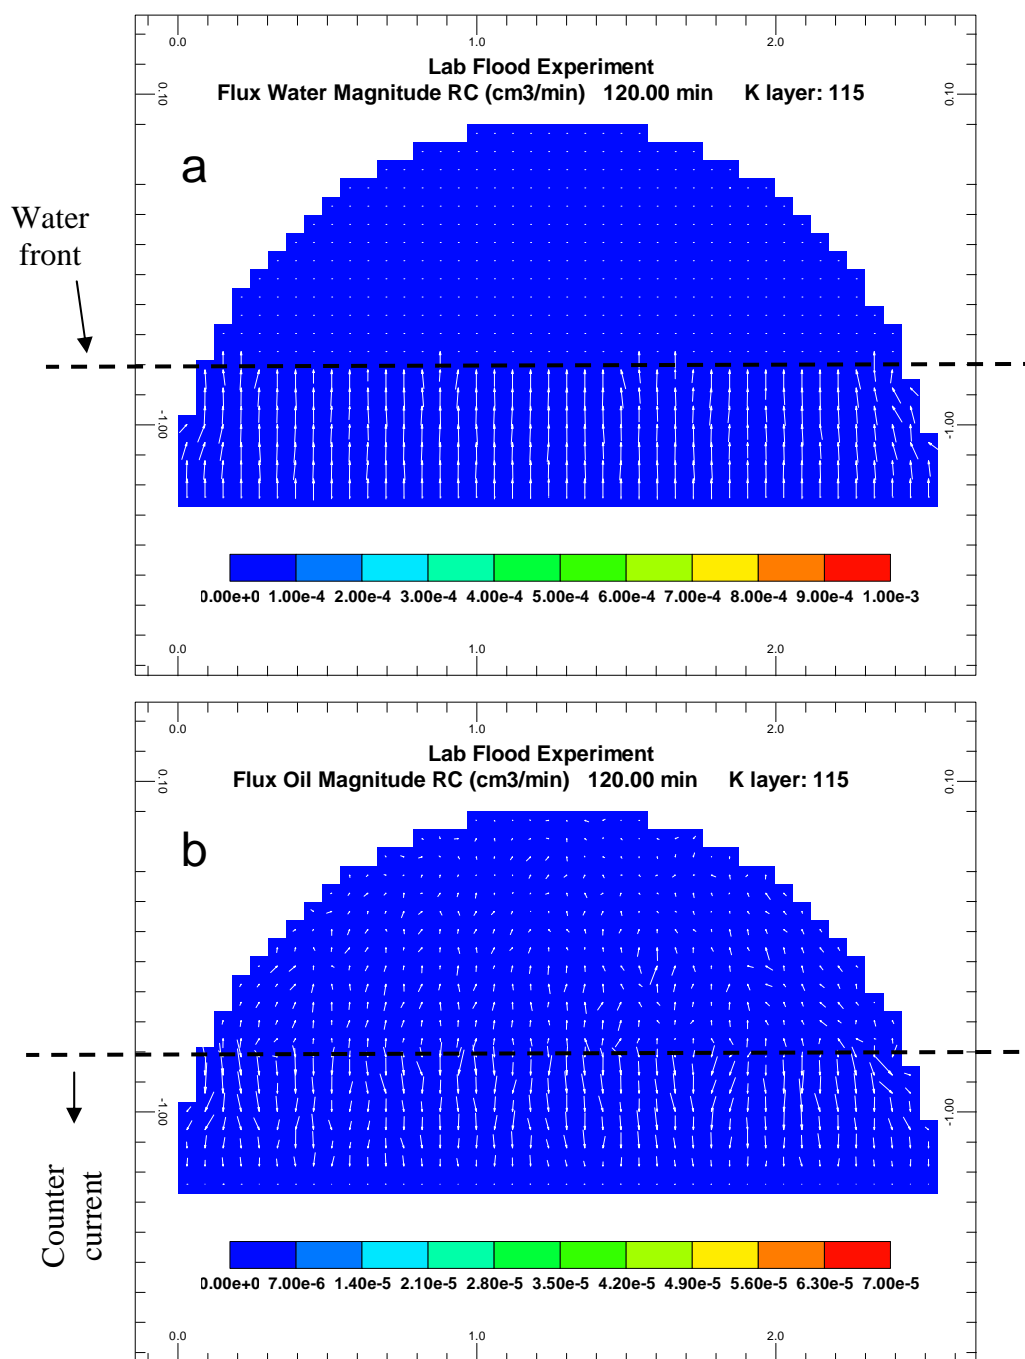 0.0 1.0 2.0
Lab Flood Experiment
Flux Water Magnitude RC (cm3/min) 120.00 min K layer: 115
0.10 0.10
a
Water
front
-1.00 -1.00
0.00e+0 1.00e-4 2.00e-4 3.00e-4 4.00e-4 5.00e-4 6.00e-4 7.00e-4 8.00e-4 9.00e-4 1.00e-3
0.0 1.0 2.0
0.0 1.0 2.0
Lab Flood Experiment
Flux Oil Magnitude RC (cm3/min) 120.00 min K layer: 115
0.10 0.10
b
-1.00 -1.00
Counter
current
0.00e+0 7.00e-6 1.40e-5 2.10e-5 2.80e-5 3.50e-5 4.20e-5 4.90e-5 5.60e-5 6.30e-5 7.00e-5
0.0 1.0 2.0